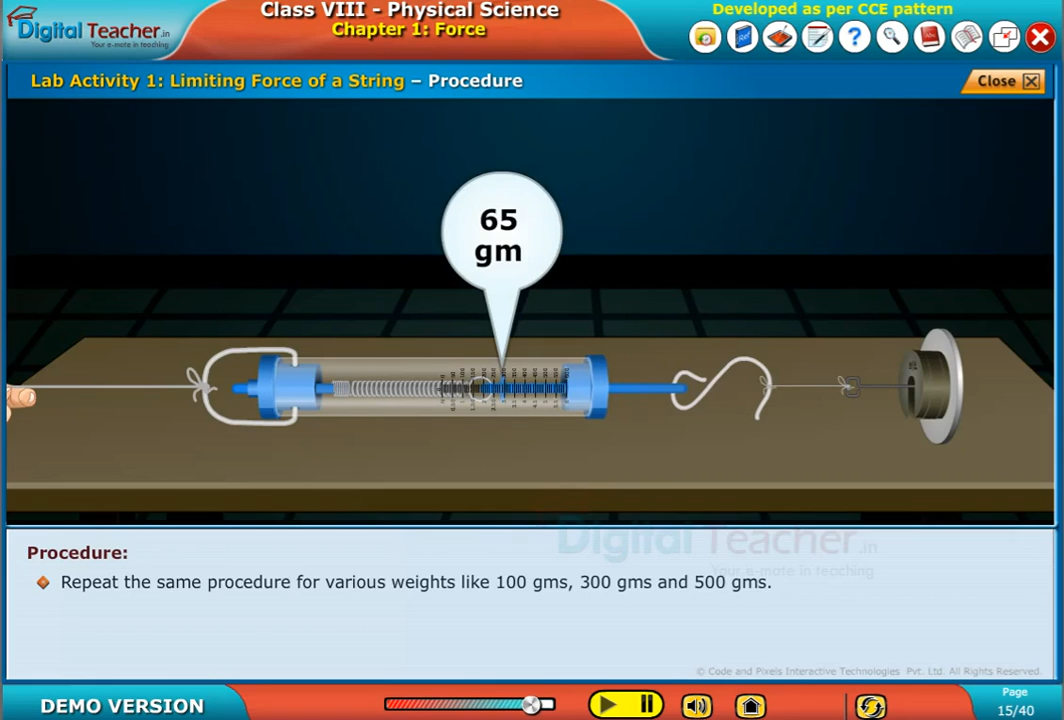 Digital Teacher.in
Your e-mate in teaching
Class VIII - Physical Science
Chapter 1: Force
Developed as per CCE pattern
Ref
Lab Activity 1: Limiting Force of a String – Procedure
Close
65
gm
Digital Teacher.in
Your e-mate in teaching
Procedure:
Repeat the same procedure for various weights like 100 gms, 300 gms and 500 gms.
© Code and Pixels Interactive Technologies. Pvt. Ltd. All Rights Reserved.
DEMO VERSION
Page
15/40